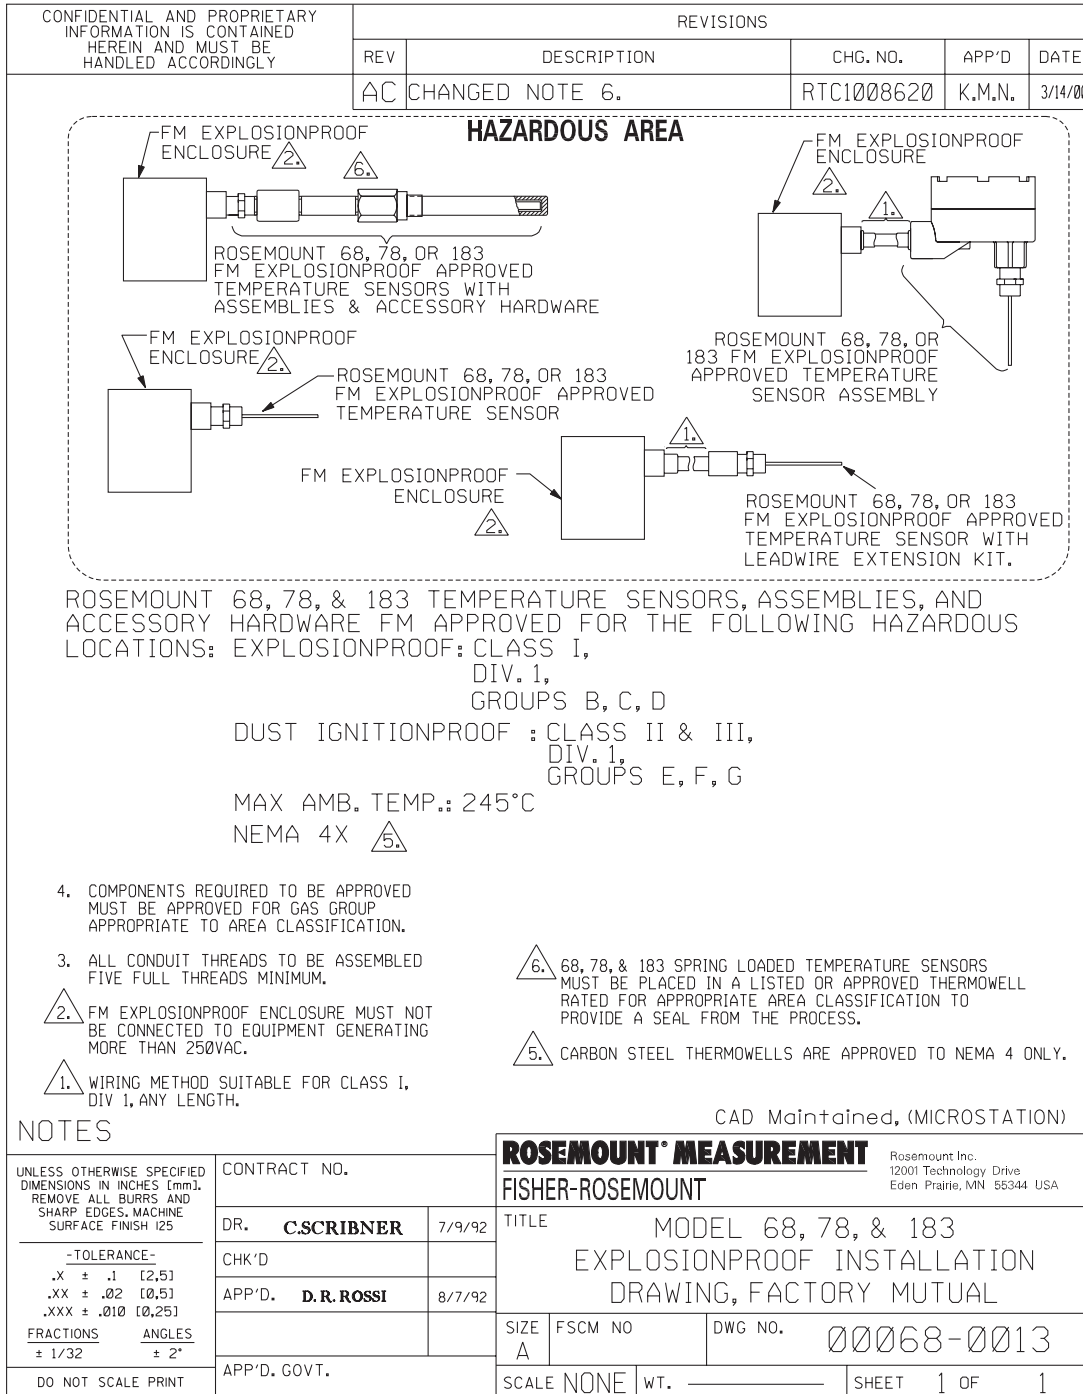 CONFIDENTIAL AND PROPRIETARY
INFORMATION IS CONTAINED
HEREIN AND MUST BE
HANDLED ACCORDINGLY
REVISIONS
REV DESCRIPTION CHG. NO. APP'D DATE
AC CHANGED NOTE 6. RTC1008620 K.M.N. 3/14/00
HAZARDOUS AREA
FM EXPLOSIONPROOF
ENCLOSURE 2.
6.
ROSEMOUNT 68, 78, OR 183
FM EXPLOSIONPROOF APPROVED
TEMPERATURE SENSORS WITH
ASSEMBLIES & ACCESSORY HARDWARE
FM EXPLOSIONPROOF
ENCLOSURE
2.
1.
ROSEMOUNT 68, 78, OR
183 FM EXPLOSIONPROOF
APPROVED TEMPERATURE
SENSOR ASSEMBLY
FM EXPLOSIONPROOF
ENCLOSURE 2.
ROSEMOUNT 68, 78, OR 183
FM EXPLOSIONPROOF APPROVED
TEMPERATURE SENSOR
1.
FM EXPLOSIONPROOF
ENCLOSURE
2.
ROSEMOUNT 68, 78, OR 183
FM EXPLOSIONPROOF APPROVED
TEMPERATURE SENSOR WITH
LEADWIRE EXTENSION KIT.
ROSEMOUNT 68, 78, & 183 TEMPERATURE SENSORS, ASSEMBLIES, AND
ACCESSORY HARDWARE FM APPROVED FOR THE FOLLOWING HAZARDOUS
LOCATIONS: EXPLOSIONPROOF: CLASS I,
DIV. 1,
GROUPS B, C, D
DUST IGNITIONPROOF : CLASS II & III,
DIV. 1,
GROUPS E, F, G
MAX AMB. TEMP.: 245°C
NEMA 4X 5.
4. COMPONENTS REQUIRED TO BE APPROVED
MUST BE APPROVED FOR GAS GROUP
APPROPRIATE TO AREA CLASSIFICATION.
3. ALL CONDUIT THREADS TO BE ASSEMBLED
FIVE FULL THREADS MINIMUM.
2. FM EXPLOSIONPROOF ENCLOSURE MUST NOT
BE CONNECTED TO EQUIPMENT GENERATING
MORE THAN 250VAC.
1. WIRING METHOD SUITABLE FOR CLASS I,
DIV 1, ANY LENGTH.
6. 68, 78, & 183 SPRING LOADED TEMPERATURE SENSORS
MUST BE PLACED IN A LISTED OR APPROVED THERMOWELL
RATED FOR APPROPRIATE AREA CLASSIFICATION TO
PROVIDE A SEAL FROM THE PROCESS.
5. CARBON STEEL THERMOWELLS ARE APPROVED TO NEMA 4 ONLY.
CAD Maintained, (MICROSTATION)
NOTES
UNLESS OTHERWISE SPECIFIED
DIMENSIONS IN INCHES [mm].
REMOVE ALL BURRS AND
SHARP EDGES. MACHINE
SURFACE FINISH 125
-TOLERANCE-
.X ± .1 [2,5]
.XX ± .02 [0,5]
.XXX ± .010 [0,25]
FRACTIONS ANGLES
± 1/32 ± 2°
DO NOT SCALE PRINT
CONTRACT NO.
DR. C.SCRIBNER 7/9/92
CHK'D
APP'D. D. R. ROSSI 8/7/92
APP'D. GOVT.
ROSEMOUNT® MEASUREMENT
FISHER-ROSEMOUNT
Rosemount Inc.
12001 Technology Drive
Eden Prairie, MN 55344 USA
TITLE
MODEL 68, 78, & 183
EXPLOSIONPROOF INSTALLATION
DRAWING, FACTORY MUTUAL
SIZE A FSCM NO DWG NO. 00068-0013
SCALE NONE WT. SHEET 1 OF 1